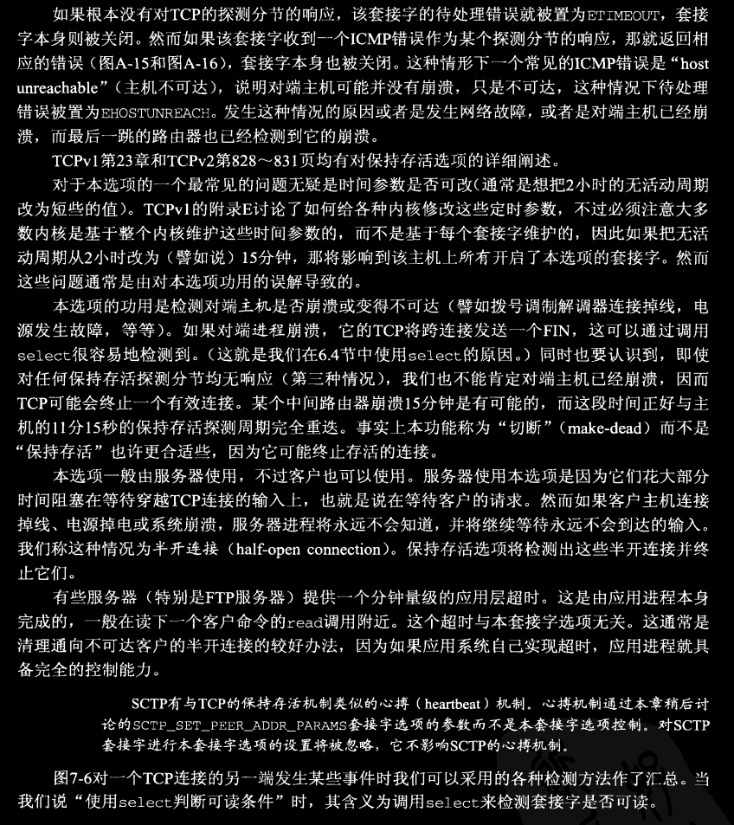 如果根本没有对TCP的探测分节的响应，该套接字的待处理错误就被置为ETIMEOUT，套接
字本身则被关闭。然而如果该套接字收到一个ICMP错误作为某个探测分节的响应，那就返回相
应的错误（图A-15和图A-16），套接字本身也被关闭。这种情形下一个常见的ICMP错误是“host
unreachable”（主机不可达），说明对端主机可能并没有崩溃，只是不可达，这种情况下待处理
错误被置为EHOSTUNREACH。发生这种情况的原因或者是发生网络故障，或者是对端主机已经崩
溃，而最后一跳的路由器也已经检测到它的崩溃。
TCPv1第23章和TCPv2第828～831页均有对保持存活选项的详细阐述。
对于本选项的一个最常见的问题无疑是时间参数是否可改(通常是想把2小时的无活动周期
改为短些的值）。TCPv1的附录E讨论了如何给各种内核修改这些定时参数，不过必须注意大多
数内核是基于整个内核维护这些时间参数的，而不是基于每个套接字维护的，因此如果把无活
动周期从2小时改为（譬如说）15分钟，那将影响到该主机上所有开启了本选项的套接字。然而
这些问题通常是由对本选项功用的误解导致的。
本选项的功用是检测对端主机是否崩溃或变得不可达（譬如拨号调制解调器连接掉线，电
源发生故障，等等）。如果对端进程崩溃，它的TCP将跨连接发送一个FIN，这可以通过调用
select很容易地检测到。（这就是我们在6.4节中使用select的原因。）同时也要认识到，即使
对任何保持存活探测分节均无响应（第三种情况），我们也不能肯定对端主机已经崩溃，因而
TCP可能会终止一个有效连接。某个中间路由器崩溃15分钟是有可能的，而这段时间正好与主
机的11分15秒的保持存活探测周期完全重迭。事实上本功能称为“切断”（make-dead）而不是
“保持存活”也许更合适些，因为它可能终止存活的连接。
本选项一般由服务器使用，不过客户也可以使用。服务器使用本选项是因为它们花大部分
时间阻塞在等待穿越TCP连接的输入上，也就是说在等待客户的请求。然而如果客户主机连接
掉线、电源掉电或系统崩溃，服务器进程将永远不会知道，并将继续等待永远不会到达的输入。
我们称这种情况为半开连接（half-open connection）。保持存活选项将检测出这些半开连接并终
止它们。
有些服务器（特别是FTP服务器）提供一个分钟量级的应用层超时。这是由应用进程本身
完成的，一般在读下一个客户命令的read调用附近。这个超时与本套接字选项无关。这通常是
清理通向不可达客户的半开连接的较好办法，因为如果应用系统自己实现超时，应用进程就具
备完全的控制能力。
SCTP有与TCP的保持存活机制类似的心搏（heartbeat）机制。心搏机制通过本章稍后讨
论的SCTP_SET_PEER_ADDR_PARAMS套接字选项的参数而不是本套接字选项控制。对SCTP
套接字进行本套接字选项的设置将被忽略，它不影响SCTP的心搏机制。
图7-6对一个TCP连接的另一端发生某些事件时我们可以采用的各种检测方法作了汇总。当
我们说“使用select判断可读条件”时，其含义为调用select来检测套接字是否可读。